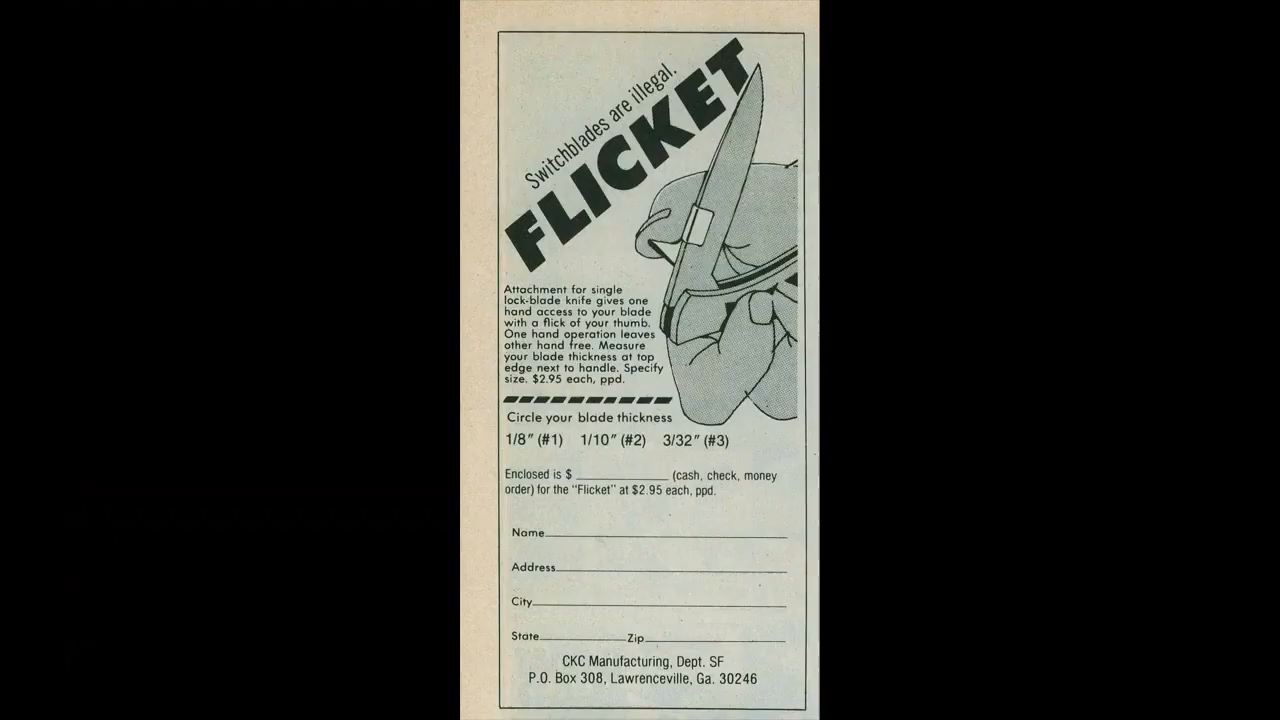 Switchblades are illegal.
FLICKET
Attachment for single
lock-blade knife gives one
hand access to your blade
with a flick of your thumb.
One hand operation leaves
other hand free. Measure
your blade thickness at top
edge next to handle. Specify
size. $2.95 each, ppd.
Circle your blade thickness
1/8" (#1) 1/10" (#2) 3/32" (#3)
Enclosed is $ __________ (cash, check, money
order) for the "Flicket" at $2.95 each, ppd.
Name
Address
City
State Zip
CKC Manufacturing, Dept. SF
P.O. Box 308, Lawrenceville, Ga. 30246